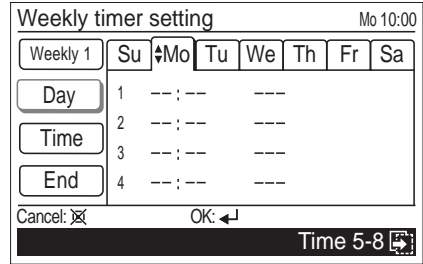 Weekly timer setting Mo 10:00
Weekly 1 Su Mo Tu We Th Fr Sa
Day 1 --:-- ---
2 --:-- ---
Time 3 --:-- ---
End 4 --:-- ---
Cancel: OK:
Time 5-8